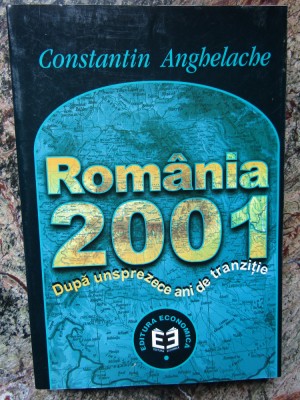 Constantin Anghelache
România
2001
După unsprezece ani de tranziție
EDITURA ECONOMICĂ